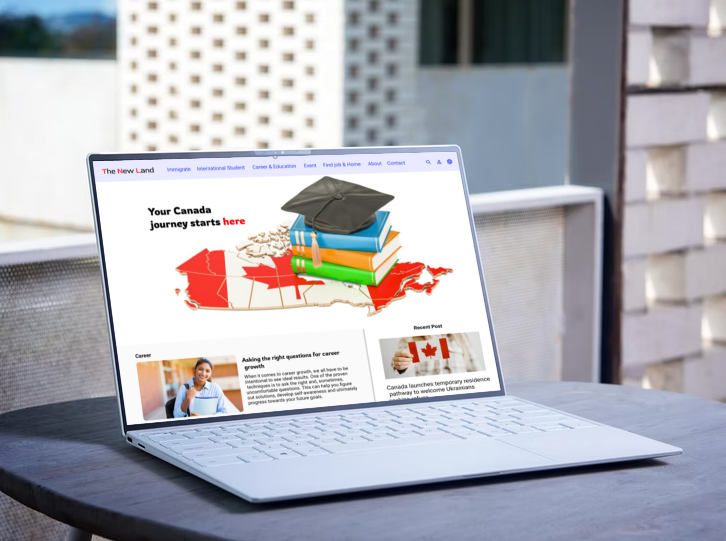 The New Land
Immigrate International Student Career & Education Event Find job & Home About Contact
Your Canada
journey starts here
Career
Asking the right questions for career
growth
When it comes to career growth, we all have to be
intentional to see ideal results. One of the proven
techniques is to ask the right and, sometimes,
uncomfortable questions. This can help you figure
out solutions, develop self-awareness and ultimately
progress towards your future goals.
Recent Post
Canada launches temporary residence
pathway to welcome Ukrainians